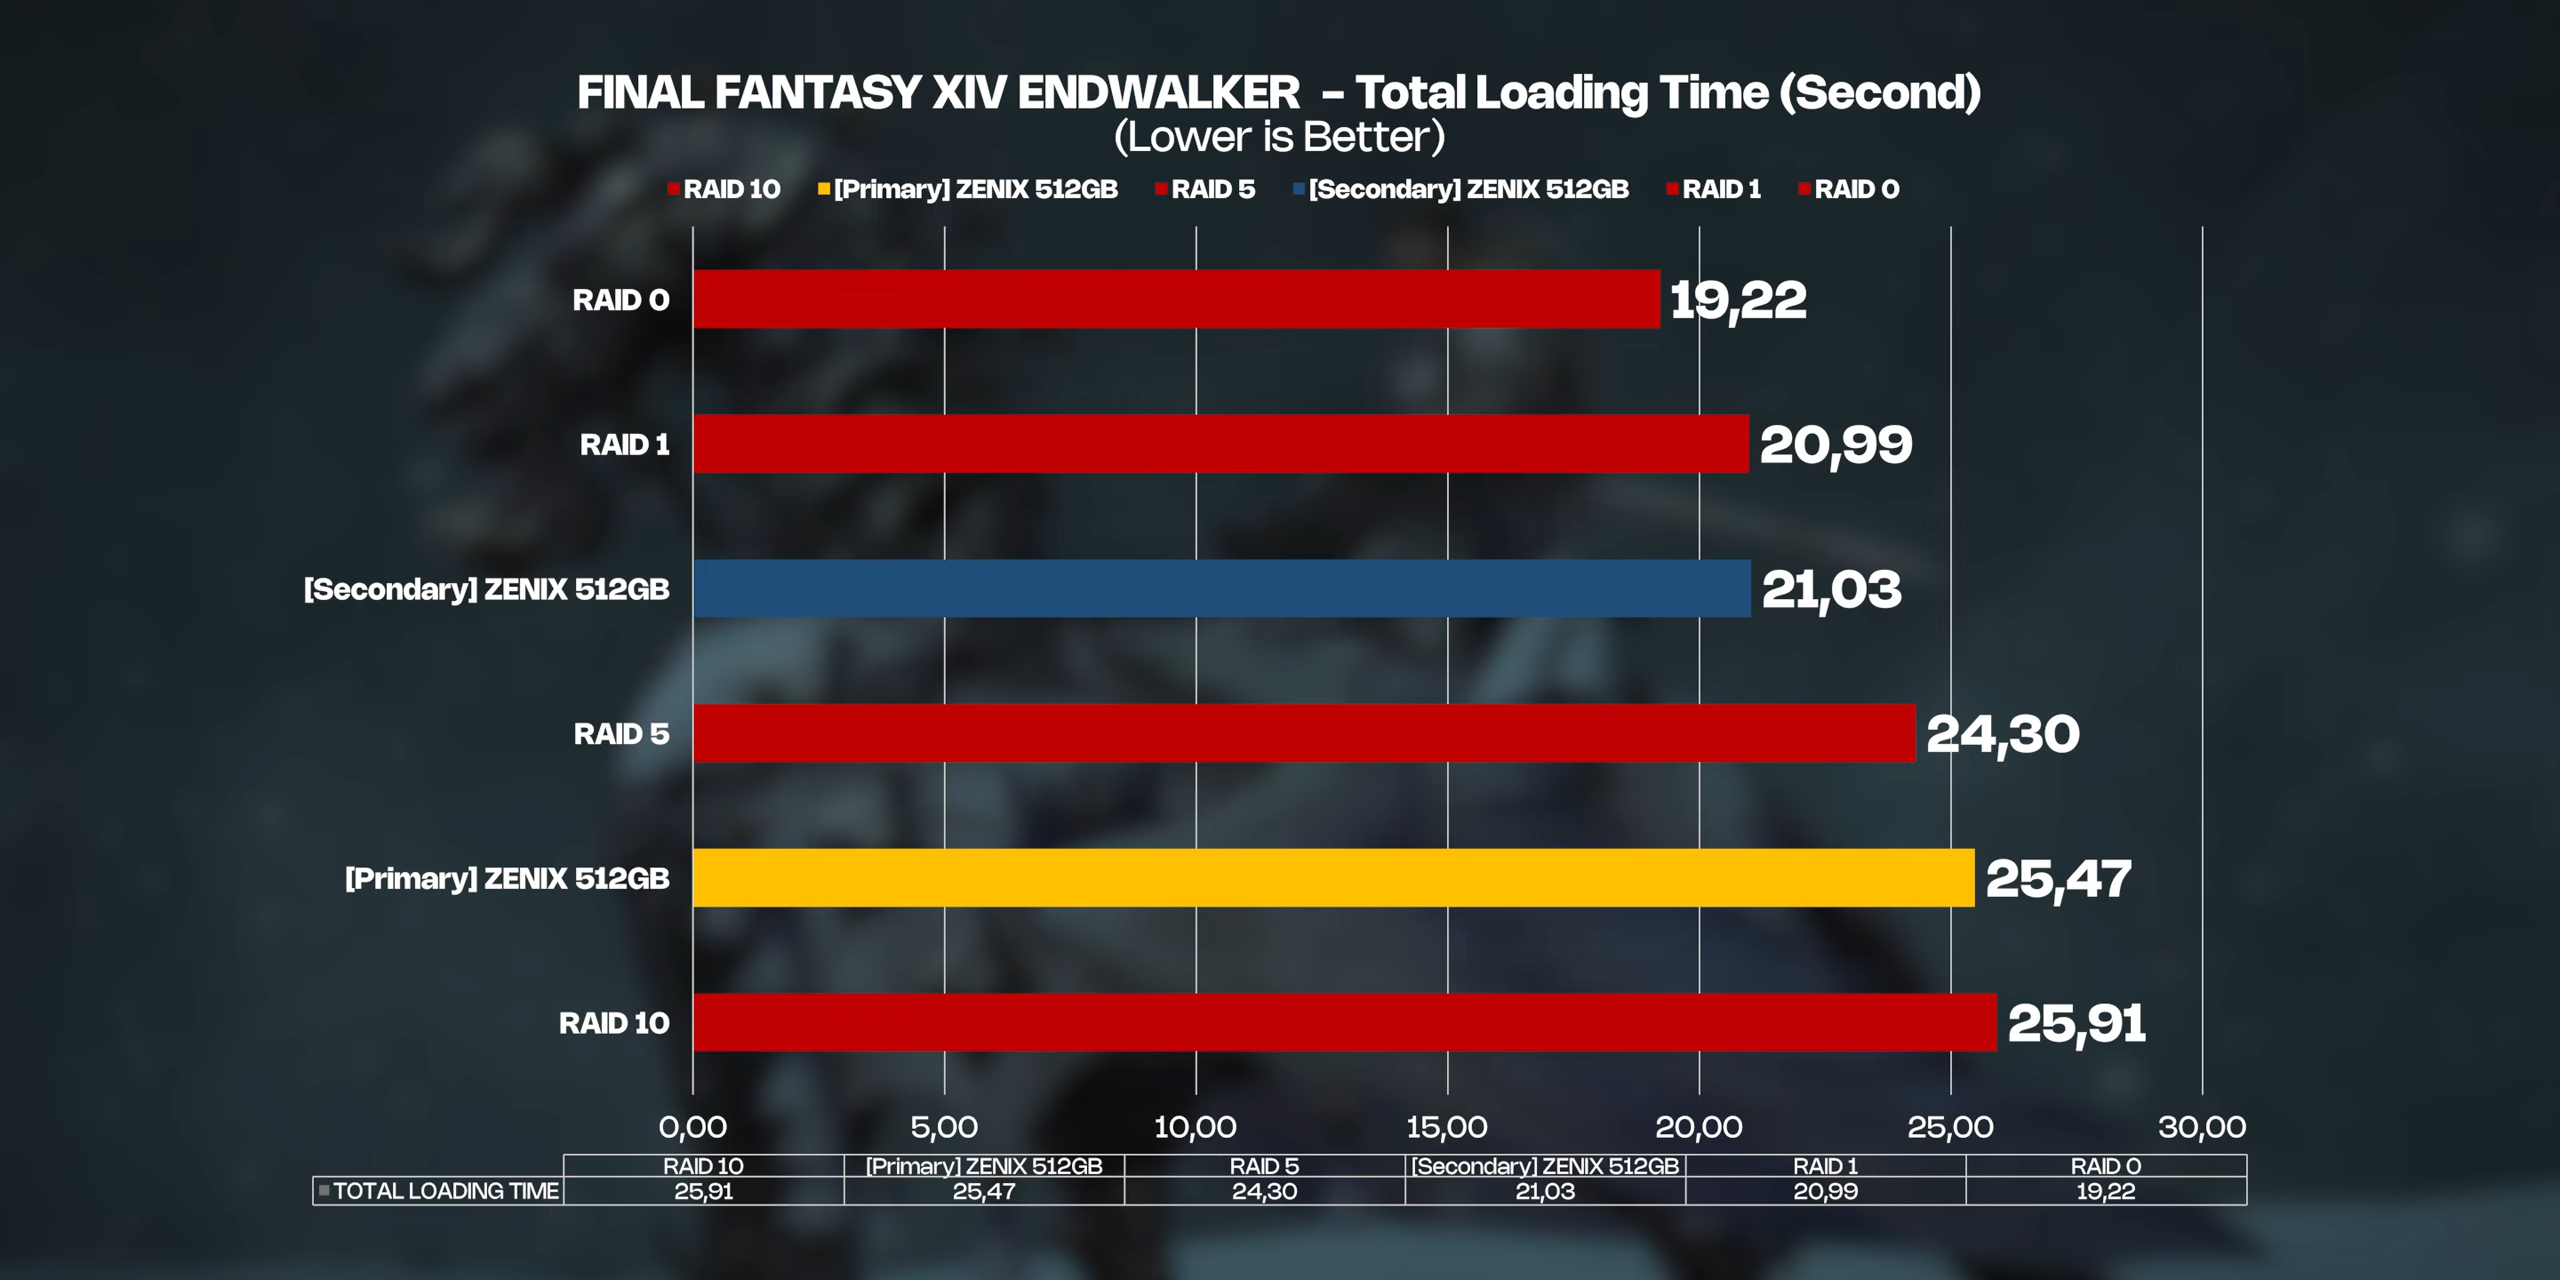 FINAL FANTASY XIV ENDWALKER – Total Loading Time (Second)
(Lower is Better)
RAID 10 [Primary] ZENIX 512GB RAID 5 [Secondary] ZENIX 512GB RAID 1 RAID 0
RAID 0 19,22
RAID 1 20,99
[Secondary] ZENIX 512GB 21,03
RAID 5 24,30
[Primary] ZENIX 512GB 25,47
RAID 10 25,91
0,00 5,00 10,00 15,00 20,00 25,00 30,00
RAID 10 [Primary] ZENIX 512GB RAID 5 [Secondary] ZENIX 512GB RAID 1 RAID 0
TOTAL LOADING TIME 25,91 25,47 24,30 21,03 20,99 19,22